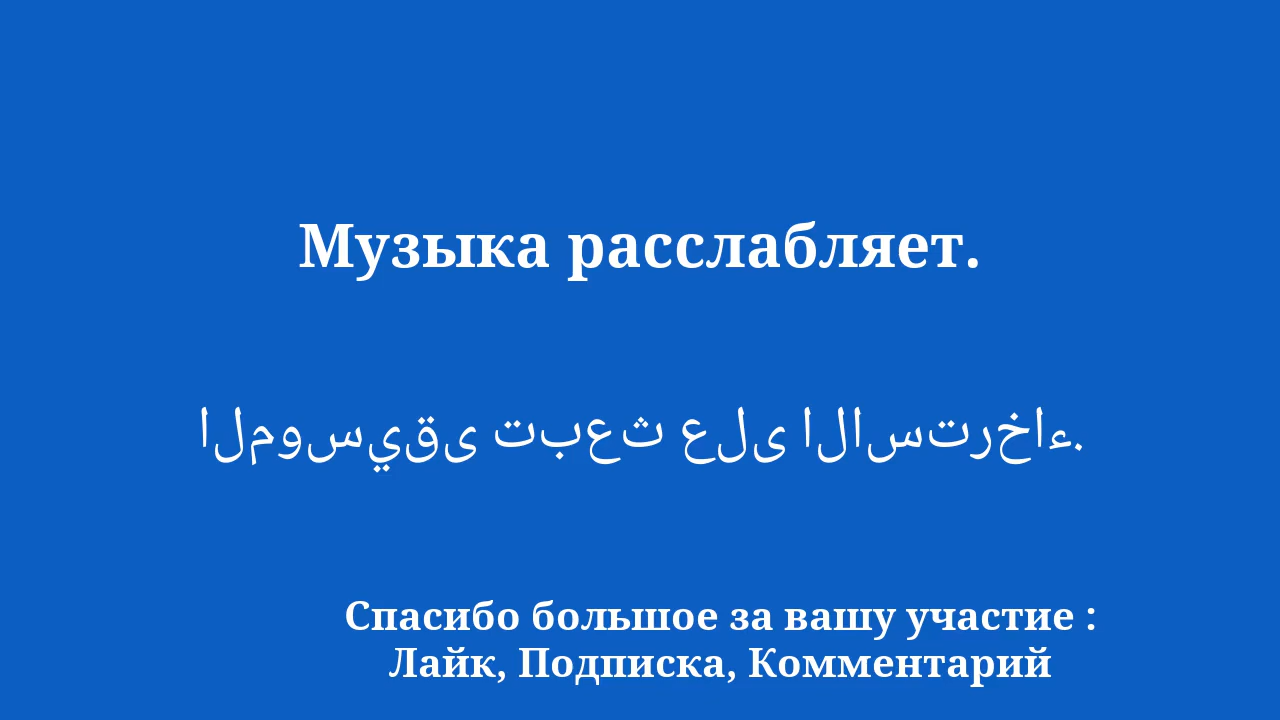 Музыка расслабляет.
الموسيقى تبعث على الاسترخاء.
Спасибо большое за вашу участие :
Лайк, Подписка, Комментарий